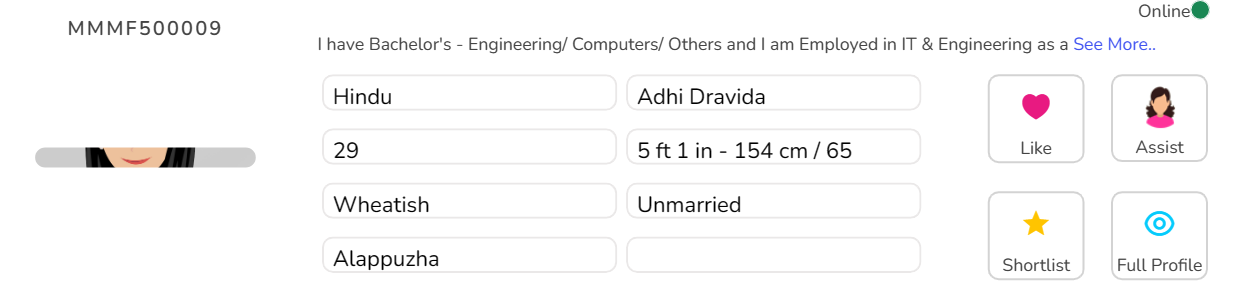 Online
MMMF500009
I have Bachelor's - Engineering/ Computers/ Others and I am Employed in IT & Engineering as a See More..
Hindu
Adhi Dravida
29
5 ft 1 in - 154 cm / 65
Like
Assist
Wheatish
Unmarried
Alappuzha
Shortlist
Full Profile